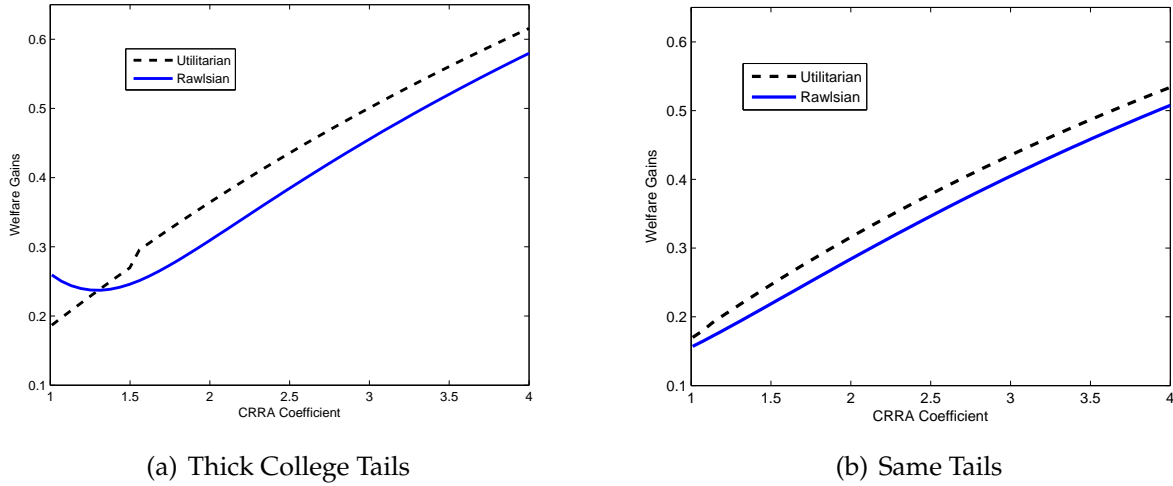 0.6
0.5
0.4
0.3
0.2
0.1
Welfare Gains
Utilitarian
Rawlsian
1
1.5
2
2.5
3
3.5
4
CRRA Coefficient
(a) Thick College Tails
0.6
0.5
0.4
0.3
0.2
0.1
Welfare Gains
Utilitarian
Rawlsian
1
1.5
2
2.5
3
3.5
4
CRRA Coefficient
(b) Same Tails